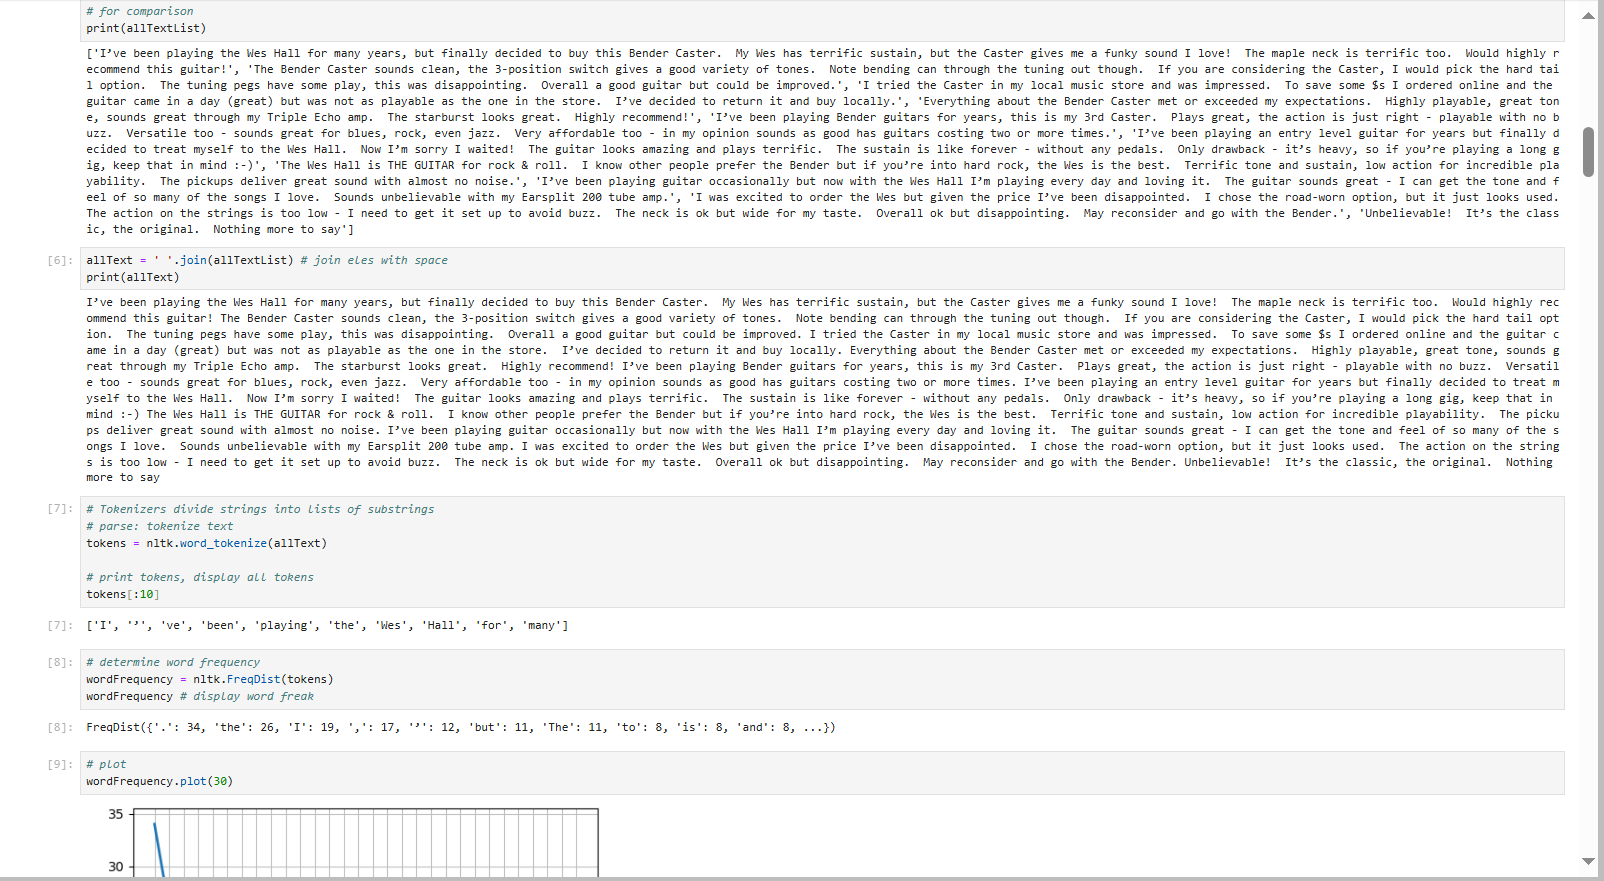 # for comparison
print(allTextList)
['I’ve been playing the Wes Hall for many years, but finally decided to buy this Bender Caster.  My Wes has terrific sustain, but the Caster gives me a funky sound I love!  The maple neck is terrific too.  Would highly r
ecommend this guitar!', 'The Bender Caster sounds clean, the 3-position switch gives a good variety of tones.  Note bending can through the tuning out though.  If you are considering the Caster, I would pick the hard tai
l option.  The tuning pegs have some play, this was disappointing.  Overall a good guitar but could be improved.', 'I tried the Caster in my local music store and was impressed.  To save some $s I ordered online and the
guitar came in a day (great) but was not as playable as the one in the store.  I’ve decided to return it and buy locally.', 'Everything about the Bender Caster met or exceeded my expectations.  Highly playable, great ton
e, sounds great through my Triple Echo amp.  The starburst looks great.  Highly recommend!', 'I’ve been playing Bender guitars for years, this is my 3rd Caster.  Plays great, the action is just right - playable with no b
uzz.  Versatile too - sounds great for blues, rock, even jazz.  Very affordable too - in my opinion sounds as good has guitars costing two or more times.', 'I’ve been playing an entry level guitar for years but finally d
ecided to treat myself to the Wes Hall.  Now I’m sorry I waited!  The guitar looks amazing and plays terrific.  The sustain is like forever - without any pedals.  Only drawback - it’s heavy, so if you’re playing a long g
ig, keep that in mind :-)', 'The Wes Hall is THE GUITAR for rock & roll.  I know other people prefer the Bender but if you’re into hard rock, the Wes is the best.  Terrific tone and sustain, low action for incredible pla
yability.  The pickups deliver great sound with almost no noise.', 'I’ve been playing guitar occasionally but now with the Wes Hall I’m playing every day and loving it.  The guitar sounds great - I can get the tone and f
eel of so many of the songs I love.  Sounds unbelievable with my Earsplit 200 tube amp.', 'I was excited to order the Wes but given the price I’ve been disappointed.  I chose the road-worn option, but it just looks used.
The action on the strings is too low - I need to get it set up to avoid buzz.  The neck is ok but wide for my taste.  Overall ok but disappointing.  May reconsider and go with the Bender.', 'Unbelievable!  It’s the class
ic, the original.  Nothing more to say']
[6]: allText = ' '.join(allTextList) # join eles with space
print(allText)
I’ve been playing the Wes Hall for many years, but finally decided to buy this Bender Caster.  My Wes has terrific sustain, but the Caster gives me a funky sound I love!  The maple neck is terrific too.  Would highly rec
ommend this guitar! The Bender Caster sounds clean, the 3-position switch gives a good variety of tones.  Note bending can through the tuning out though.  If you are considering the Caster, I would pick the hard tail opt
ion.  The tuning pegs have some play, this was disappointing.  Overall a good guitar but could be improved. I tried the Caster in my local music store and was impressed.  To save some $s I ordered online and the guitar c
ame in a day (great) but was not as playable as the one in the store.  I’ve decided to return it and buy locally. Everything about the Bender Caster met or exceeded my expectations.  Highly playable, great tone, sounds g
reat through my Triple Echo amp.  The starburst looks great.  Highly recommend! I’ve been playing Bender guitars for years, this is my 3rd Caster.  Plays great, the action is just right - playable with no buzz.  Versatil
e too - sounds great for blues, rock, even jazz.  Very affordable too - in my opinion sounds as good has guitars costing two or more times. I’ve been playing an entry level guitar for years but finally decided to treat m
yself to the Wes Hall.  Now I’m sorry I waited!  The guitar looks amazing and plays terrific.  The sustain is like forever - without any pedals.  Only drawback - it’s heavy, so if you’re playing a long gig, keep that in
mind :-) The Wes Hall is THE GUITAR for rock & roll.  I know other people prefer the Bender but if you’re into hard rock, the Wes is the best.  Terrific tone and sustain, low action for incredible playability.  The picku
ps deliver great sound with almost no noise. I’ve been playing guitar occasionally but now with the Wes Hall I’m playing every day and loving it.  The guitar sounds great - I can get the tone and feel of so many of the s
ongs I love.  Sounds unbelievable with my Earsplit 200 tube amp. I was excited to order the Wes but given the price I’ve been disappointed.  I chose the road-worn option, but it just looks used.  The action on the string
s is too low - I need to get it set up to avoid buzz.  The neck is ok but wide for my taste.  Overall ok but disappointing.  May reconsider and go with the Bender. Unbelievable!  It’s the classic, the original.  Nothing
more to say
[7]: # Tokenizers divide strings into lists of substrings
# parse: tokenize text
tokens = nltk.word_tokenize(allText)
# print tokens, display all tokens
tokens[:10]
[7]: ['I', '’', 've', 'been', 'playing', 'the', 'Wes', 'Hall', 'for', 'many']
[8]: # determine word frequency
wordFrequency = nltk.FreqDist(tokens)
wordFrequency # display word freak
[8]: FreqDist({'.': 34, 'the': 26, 'I': 19, ',': 17, '’': 12, 'but': 11, 'The': 11, 'to': 8, 'is': 8, 'and': 8, ...})
[9]: # plot
wordFrequency.plot(30)
35
30